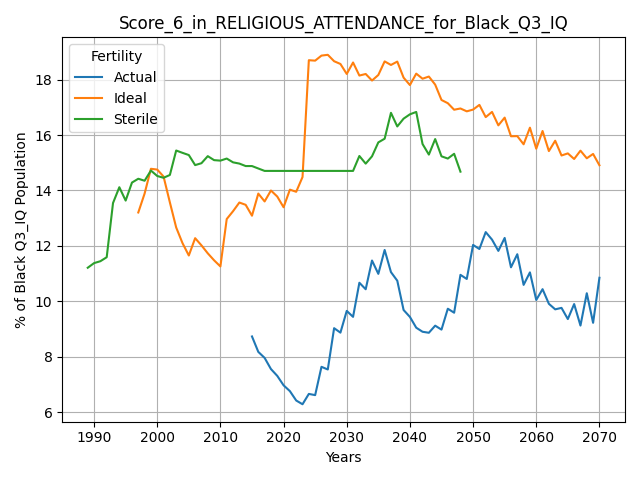 Score_6_in_RELIGIOUS_ATTENDANCE_for_Black_Q3_IQ
Fertility
Actual
Ideal
Sterile
% of Black Q3_IQ Population
18
16
14
12
10
8
6
1990 2000 2010 2020 2030 2040 2050 2060 2070
Years